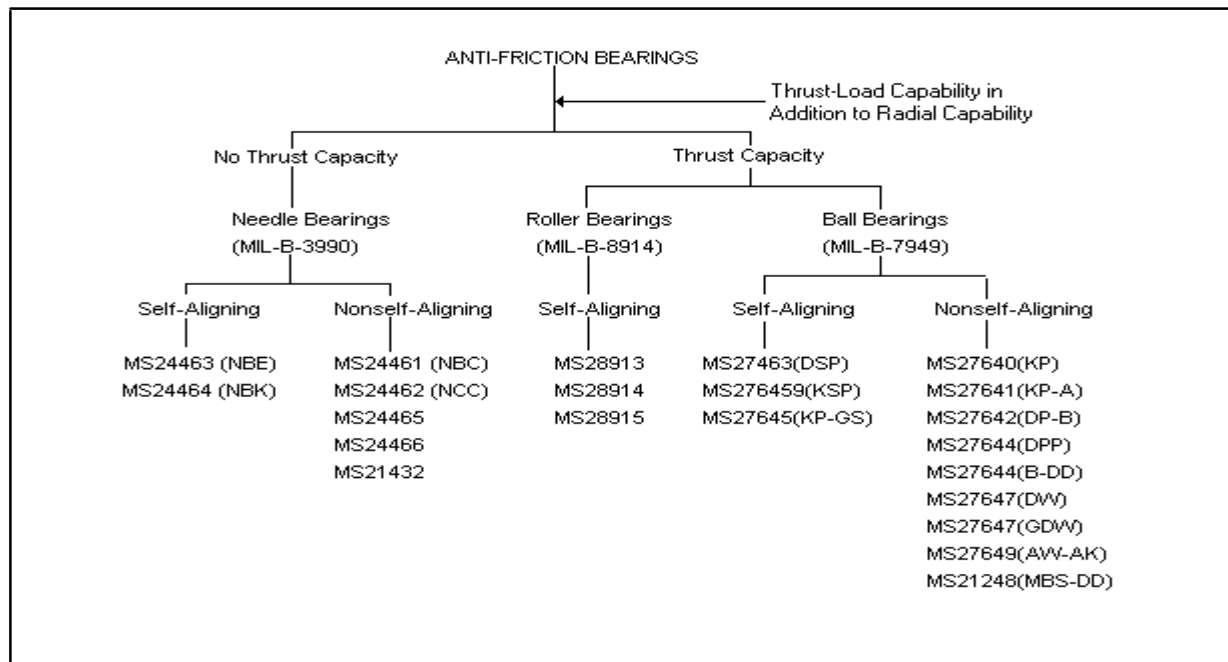 ANTI-FRICTION BEARINGS
Thrust-Load Capability in
Addition to Radial Capability
No Thrust Capacity
Thrust Capacity
Needle Bearings
(MIL-B-3990)
Roller Bearings
(MIL-B-8914)
Ball Bearings
(MIL-B-7949)
Self-Aligning
MS24463 (NBE)
MS24464 (NBK)
Nonself-Aligning
MS24461 (NBC)
MS24462 (NCC)
MS24465
MS24466
MS21432
Self-Aligning
MS28913
MS28914
MS28915
Self-Aligning
MS27463(DSP)
MS276459(KSP)
MS27645(KP-GS)
Nonself-Aligning
MS27640(KP)
MS27641(KP-A)
MS27642(DP-B)
MS27644(DPP)
MS27644(B-DD)
MS27647(DW)
MS27647(GDW)
MS27649(AW-AK)
MS21248(MBS-DD)